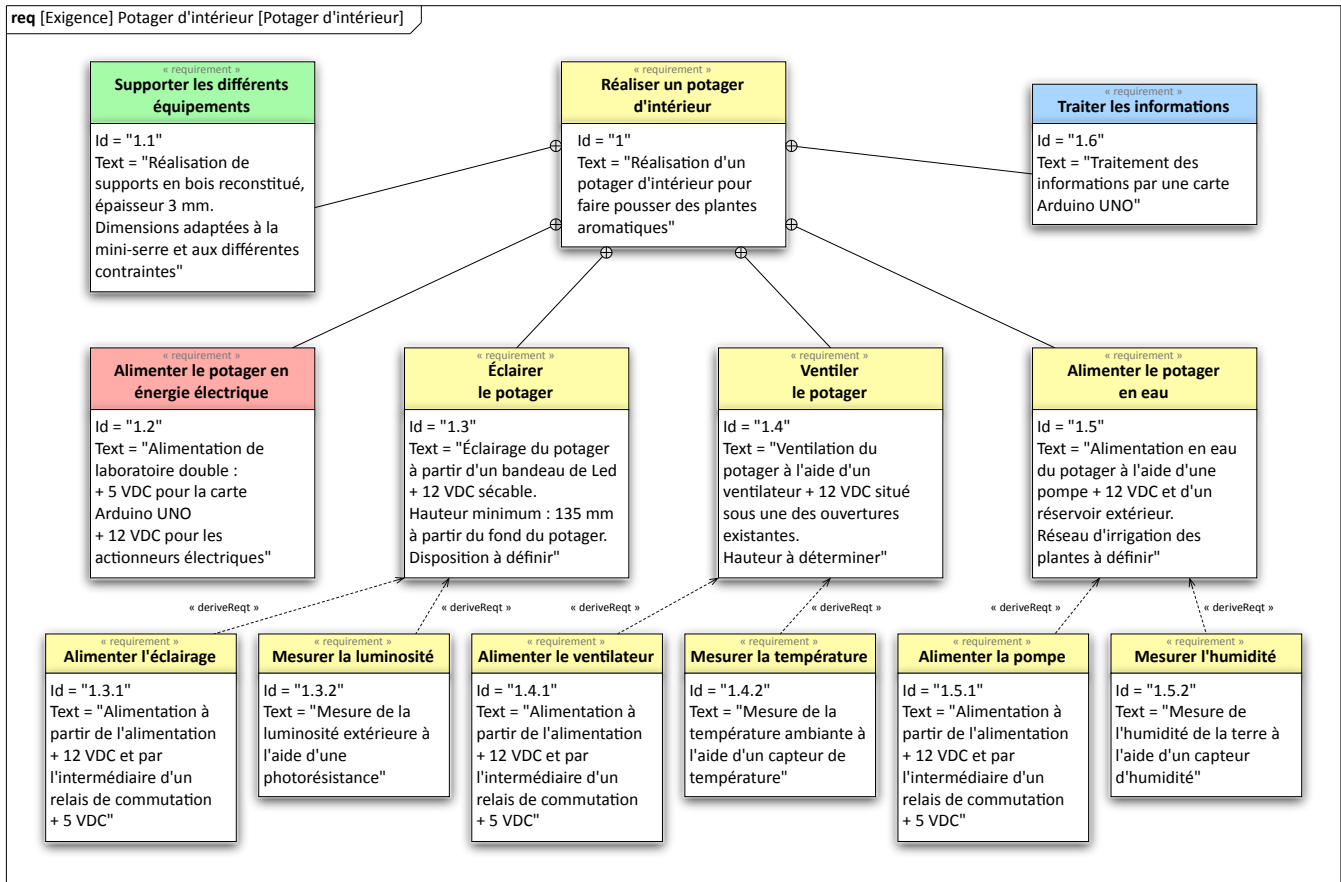 req [Exigence] Potager d'intérieur [Potager d'intérieur]
« requirement »
Supporter les différents
équipements
Id = "1.1"
Text = "Réalisation de
supports en bois reconstitué,
épaisseur 3 mm.
Dimensions adaptées à la
mini-serre et aux différentes
contraintes"
« requirement »
Réaliser un potager
d'intérieur
Id = "1"
Text = "Réalisation d'un
potager d'intérieur pour
faire pousser des plantes
aromatiques"
« requirement »
Traiter les informations
Id = "1.6"
Text = "Traitement des
informations par une carte
Arduino UNO"
« requirement »
Alimenter le potager en
énergie électrique
Id = "1.2"
Text = "Alimentation de
laboratoire double :
+ 5 VDC pour la carte
Arduino UNO
+ 12 VDC pour les
actionneurs électriques"
« requirement »
Éclairer
le potager
Id = "1.3"
Text = "Éclairage du potager
à partir d'un bandeau de Led
+ 12 VDC sécable.
Hauteur minimum : 135 mm
à partir du fond du potager.
Disposition à définir"
« requirement »
Ventiler
le potager
Id = "1.4"
Text = "Ventilation du
potager à l'aide d'un
ventilateur + 12 VDC situé
sous une des ouvertures
existantes.
Hauteur à déterminer"
« requirement »
Alimenter le potager
en eau
Id = "1.5"
Text = "Alimentation en eau
du potager à l'aide d'une
pompe + 12 VDC et d'un
réservoir extérieur.
Réseau d'irrigation des
plantes à définir"
« deriveReqt »
« deriveReqt »
« deriveReqt »
« deriveReqt »
« deriveReqt »
« deriveReqt »
« requirement »
Alimenter l'éclairage
Id = "1.3.1"
Text = "Alimentation à
partir de l'alimentation
+ 12 VDC et par
l'intermédiaire d'un
relais de commutation
+ 5 VDC"
« requirement »
Mesurer la luminosité
Id = "1.3.2"
Text = "Mesure de la
luminosité extérieure à
l'aide d'une
photorésistance"
« requirement »
Alimenter le ventilateur
Id = "1.4.1"
Text = "Alimentation à
partir de l'alimentation
+ 12 VDC et par
l'intermédiaire d'un
relais de commutation
+ 5 VDC"
« requirement »
Mesurer la température
Id = "1.4.2"
Text = "Mesure de la
température ambiante à
l'aide d'un capteur de
température"
« requirement »
Alimenter la pompe
Id = "1.5.1"
Text = "Alimentation à
partir de l'alimentation
+ 12 VDC et par
l'intermédiaire d'un
relais de commutation
+ 5 VDC"
« requirement »
Mesurer l'humidité
Id = "1.5.2"
Text = "Mesure de
l'humidité de la terre à
l'aide d'un capteur
d'humidité"